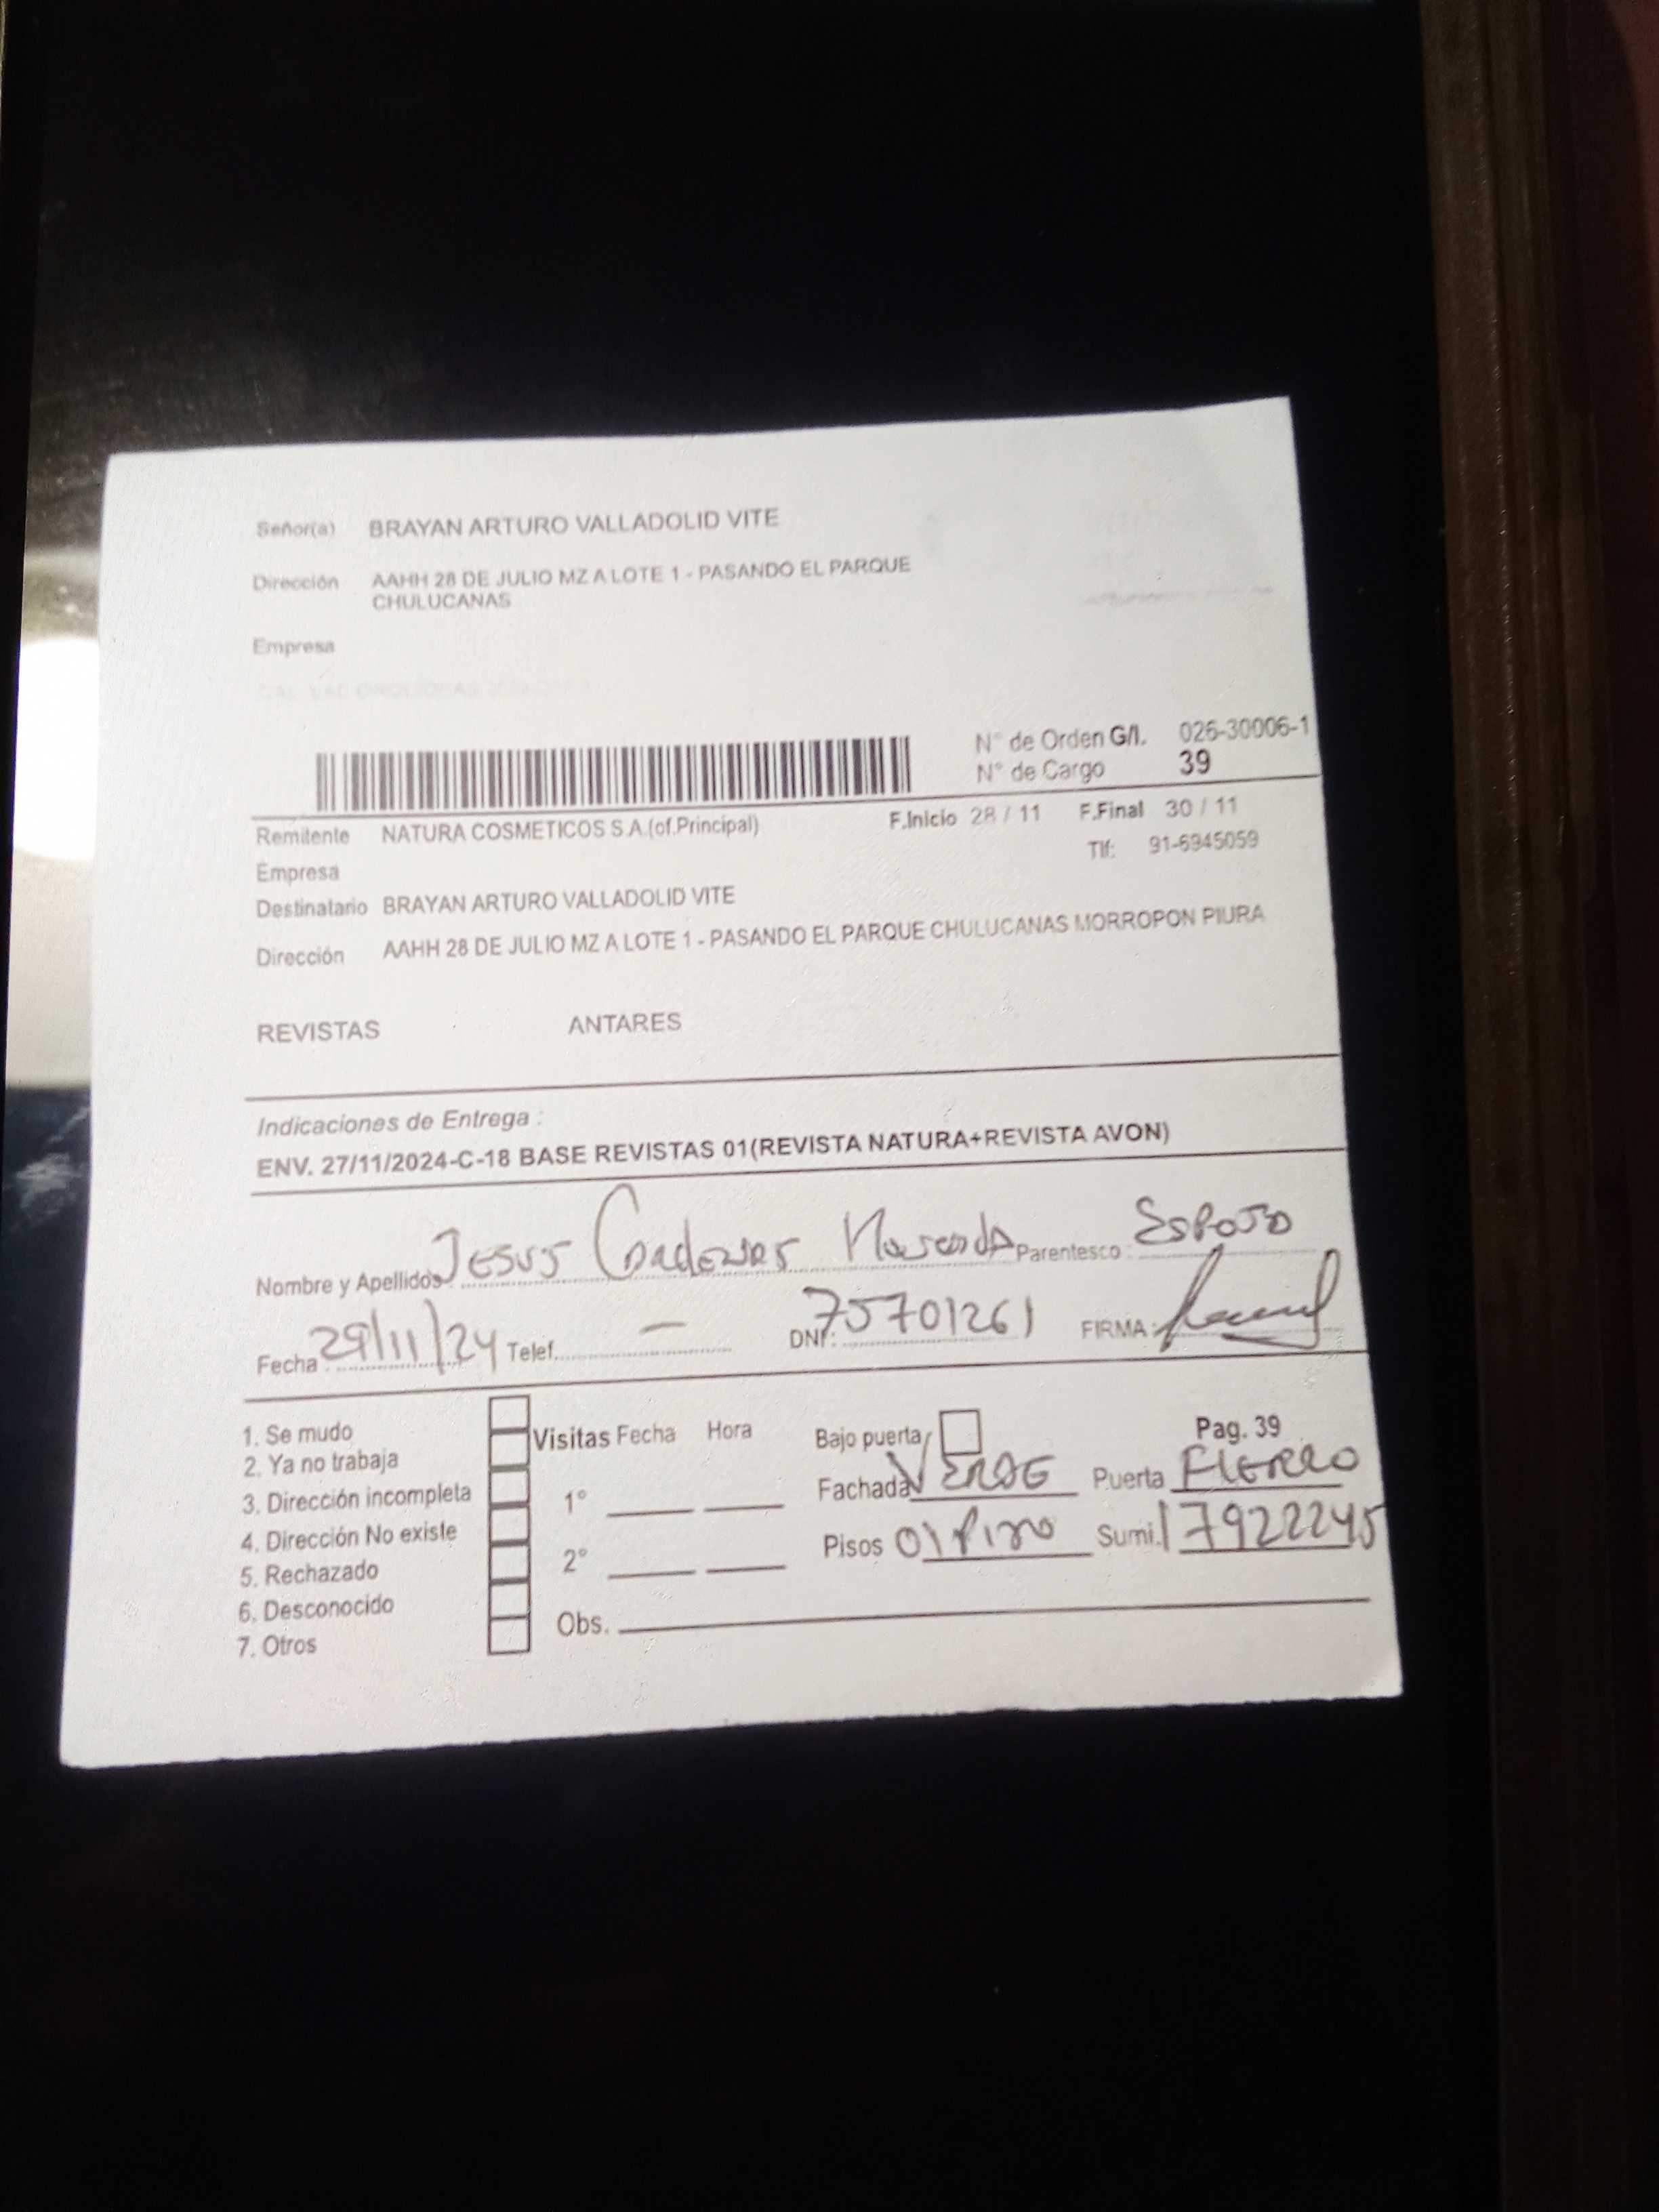 Señor(a) BRAYAN ARTURO VALLADOLID VITE
Dirección AAHH 28 DE JULIO MZ A LOTE 1 - PASANDO EL PARQUE
CHULUCANAS
Empresa
N° de Orden G/I. 026-30006-1
N° de Cargo 39
Remitente NATURA COSMETICOS S.A.(of.Principal) F.Inicio 28 / 11 F.Final 30 / 11
Empresa Tlf: 91-6945059
Destinatario BRAYAN ARTURO VALLADOLID VITE
Dirección AAHH 28 DE JULIO MZ A LOTE 1 - PASANDO EL PARQUE CHULUCANAS MORROPON PIURA
REVISTAS ANTARES
Indicaciones de Entrega :
ENV. 27/11/2024-C-18 BASE REVISTAS 01(REVISTA NATURA+REVISTA AVON)
Nombre y Apellidos: JESUS Parentesco : ESPOSO
Fecha : 29/11/24 Telef. — DNI: 75701261 FIRMA:
1. Se mudo
2. Ya no trabaja
3. Dirección incompleta
4. Dirección No existe
5. Rechazado
6. Desconocido
7. Otros
Visitas Fecha Hora
1°
2°
Obs.
Bajo puerta Pag. 39
Fachada VERDE Puerta FIERRO
Pisos 01 PISO Sumi. 17922245